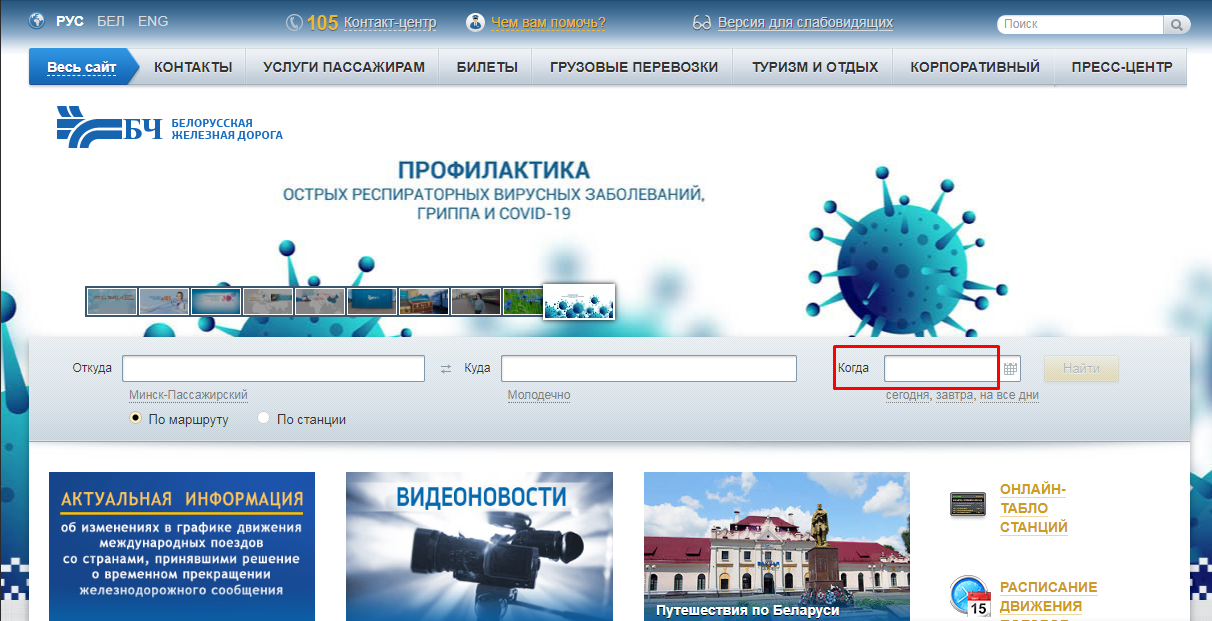 РУС БЕЛ ENG
105 Контакт-центр
Чем вам помочь?
Версия для слабовидящих
Поиск
Весь сайт
КОНТАКТЫ
УСЛУГИ ПАССАЖИРАМ
БИЛЕТЫ
ГРУЗОВЫЕ ПЕРЕВОЗКИ
ТУРИЗМ И ОТДЫХ
КОРПОРАТИВНЫЙ
ПРЕСС-ЦЕНТР
БЧ
БЕЛОРУССКАЯ
ЖЕЛЕЗНАЯ ДОРОГА
ПРОФИЛАКТИКА
ОСТРЫХ РЕСПИРАТОРНЫХ ВИРУСНЫХ ЗАБОЛЕВАНИЙ,
ГРИППА И COVID-19
Откуда
Куда
Когда
Найти
Минск-Пассажирский
Молодечно
сегодня, завтра, на все дни
По маршруту
По станции
АКТУАЛЬНАЯ ИНФОРМАЦИЯ
об изменениях в графике движения
международных поездов
со странами, принявшими решение
о временном прекращении
железнодорожного сообщения
ВИДЕОНОВОСТИ
Путешествия по Беларуси
ОНЛАЙН-
ТАБЛО
СТАНЦИЙ
15
РАСПИСАНИЕ
ДВИЖЕНИЯ